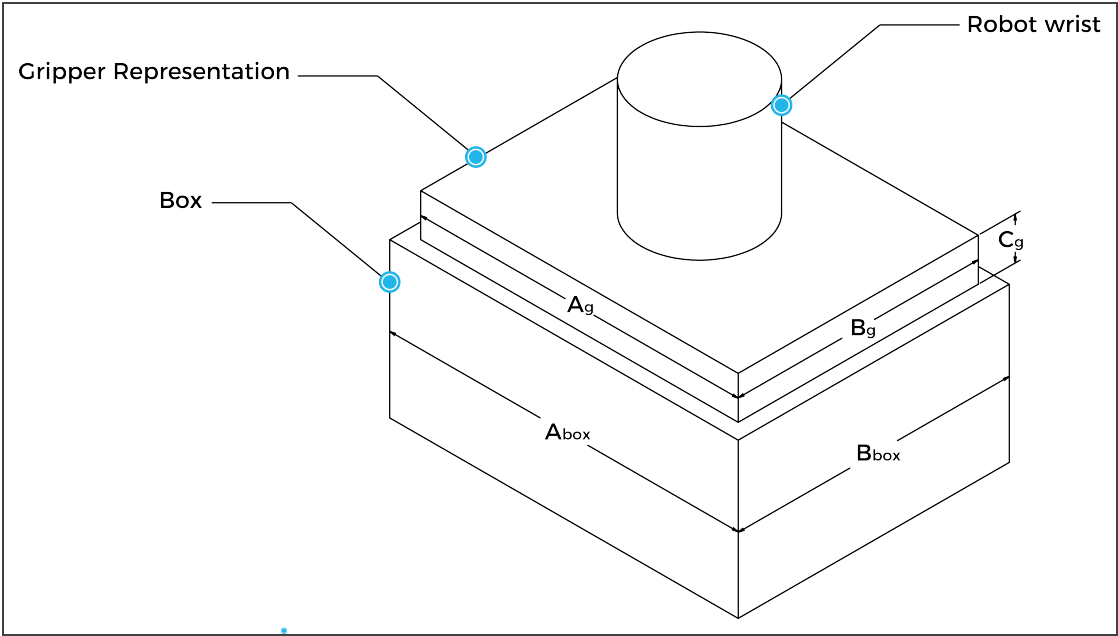 Robot wrist
Gripper Representation
Box
Cg
Ag
Bg
Abox
Bbox